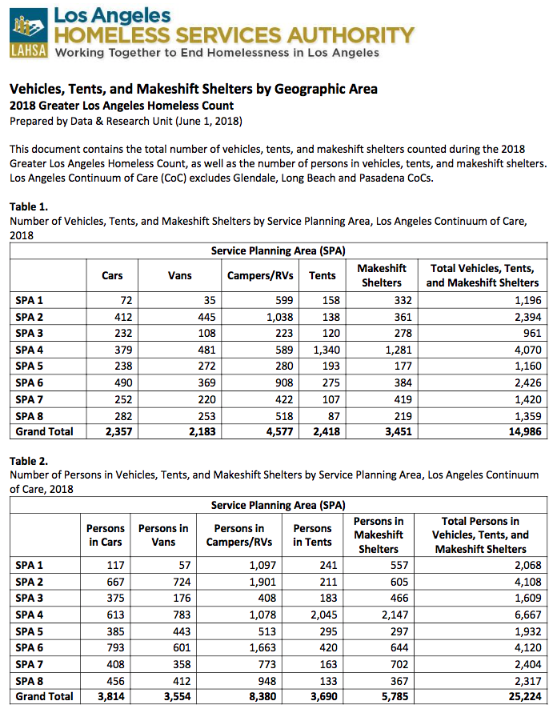 Los Angeles
HOMELESS SERVICES AUTHORITY
LAHSA Working Together to End Homelessness in Los Angeles
Vehicles, Tents, and Makeshift Shelters by Geographic Area
2018 Greater Los Angeles Homeless Count
Prepared by Data & Research Unit (June 1, 2018)
This document contains the total number of vehicles, tents, and makeshift shelters counted during the 2018
Greater Los Angeles Homeless Count, as well as the number of persons in vehicles, tents, and makeshift shelters.
Los Angeles Continuum of Care (CoC) excludes Glendale, Long Beach and Pasadena CoCs.
Table 1.
Number of Vehicles, Tents, and Makeshift Shelters by Service Planning Area, Los Angeles Continuum of Care,
2018
Service Planning Area (SPA)
Cars Vans Campers/RVs Tents Makeshift Shelters Total Vehicles, Tents, and Makeshift Shelters
SPA 1 72 35 599 158 332 1,196
SPA 2 412 445 1,038 138 361 2,394
SPA 3 232 108 223 120 278 961
SPA 4 379 481 589 1,340 1,281 4,070
SPA 5 238 272 280 193 177 1,160
SPA 6 490 369 908 275 384 2,426
SPA 7 252 220 422 107 419 1,420
SPA 8 282 253 518 87 219 1,359
Grand Total 2,357 2,183 4,577 2,418 3,451 14,986
Table 2.
Number of Persons in Vehicles, Tents, and Makeshift Shelters by Service Planning Area, Los Angeles Continuum
of Care, 2018
Service Planning Area (SPA)
Persons in Cars Persons in Vans Persons in Campers/RVs Persons in Tents Persons in Makeshift Shelters Total Persons in Vehicles, Tents, and Makeshift Shelters
SPA 1 117 57 1,097 241 557 2,068
SPA 2 667 724 1,901 211 605 4,108
SPA 3 375 176 408 183 466 1,609
SPA 4 613 783 1,078 2,045 2,147 6,667
SPA 5 385 443 513 295 297 1,932
SPA 6 793 601 1,663 420 644 4,120
SPA 7 408 358 773 163 702 2,404
SPA 8 456 412 948 133 367 2,317
Grand Total 3,814 3,554 8,380 3,690 5,785 25,224